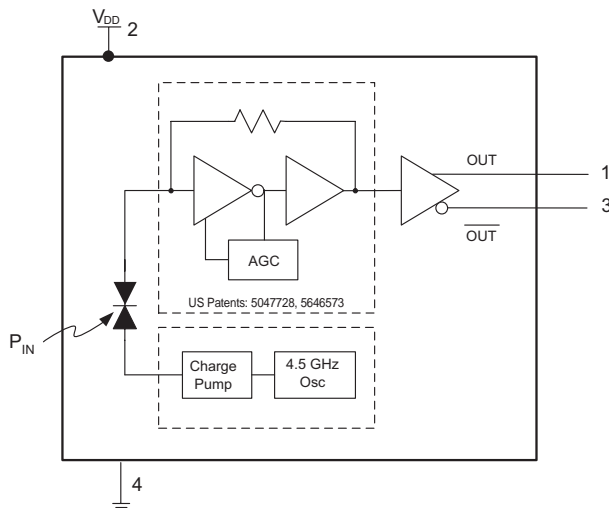 VDD
2
OUT
1
3
OUT
AGC
US Patents: 5047728, 5646573
PIN
Charge
Pump
4.5 GHz
Osc
4